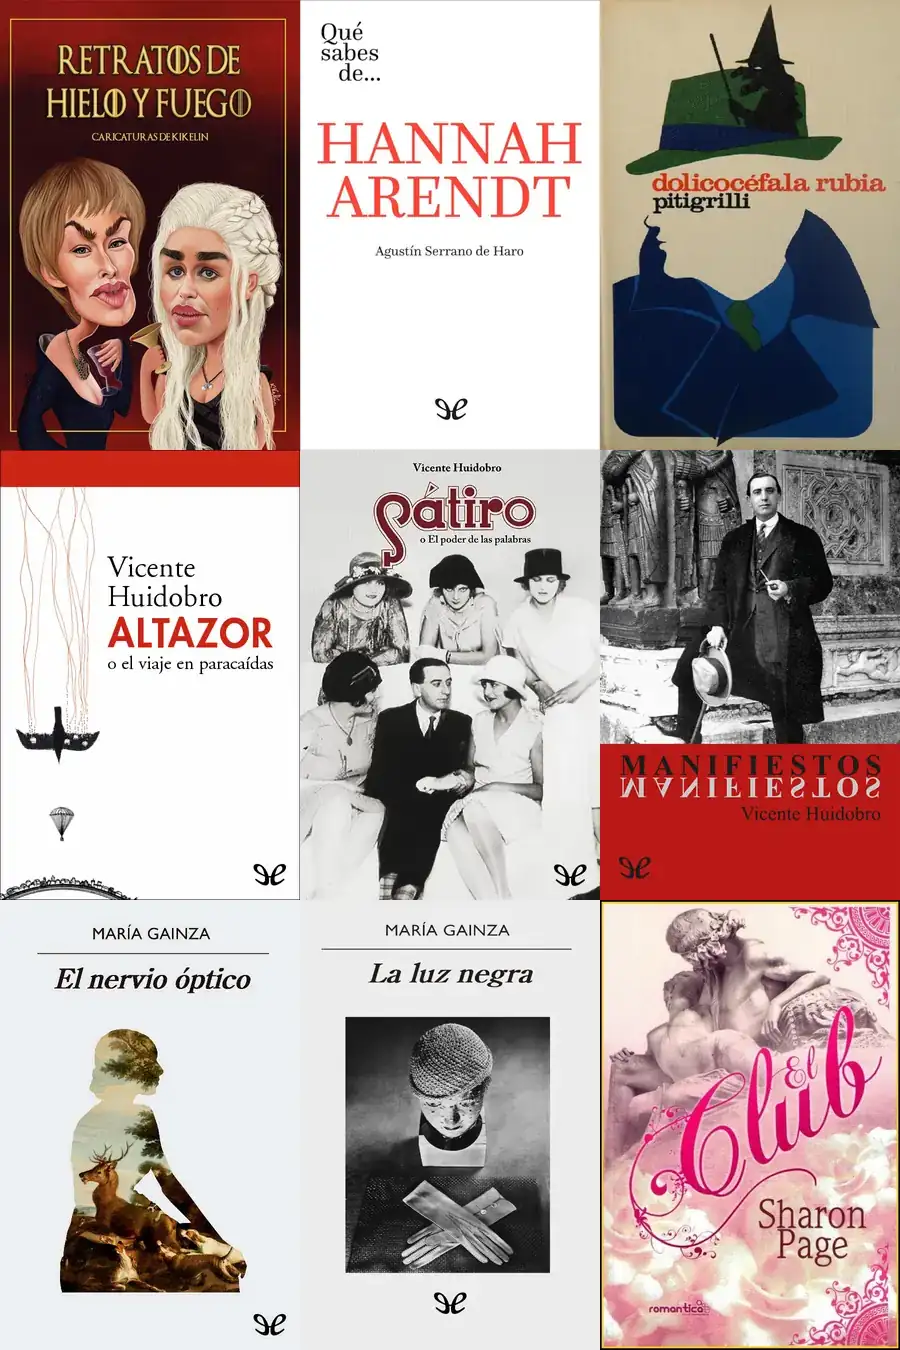 RETRATOS DE
HIELO Y FUEGO
CARICATURAS DE KIKELIN
Qué
sabes
de...
HANNAH
ARENDT
Agustín Serrano de Haro
dolicocéfala rubia
pitigrilli
Vicente
Huidobro
ALTAZOR
o el viaje en paracaídas
Vicente Huidobro
Sátiro
o El poder de las palabras
MANIFIESTOS
MANIFIESTOS
Vicente Huidobro
MARÍA GAINZA
El nervio óptico
MARÍA GAINZA
La luz negra
El
Club
Sharon
Page
romantica